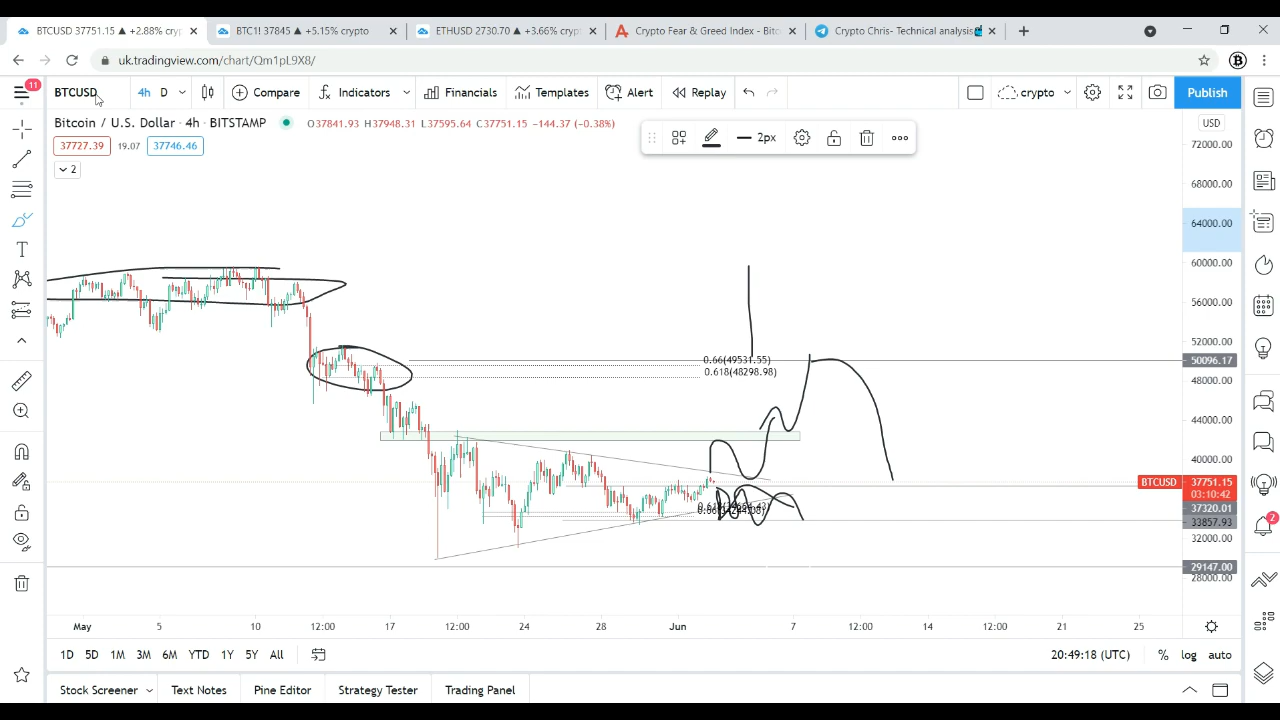 BTCUSD 37751.15 ▲ +2.88% cryp
BTC1! 37845 ▲ +5.15% crypto
ETHUSD 2730.70 ▲ +3.66% cryp
Crypto Fear & Greed Index - Bitc
Crypto Chris- Technical analysis
uk.tradingview.com/chart/Qm1pL9X8/
11
BTCUSD
4h
D
Compare
Indicators
Financials
Templates
Alert
Replay
crypto
Publish
Bitcoin / U.S. Dollar · 4h · BITSTAMP
O37841.93 H37948.31 L37595.64 C37751.15 -144.37 (-0.38%)
USD
37727.39
19.07
37746.46
2px
2
72000.00
68000.00
64000.00
60000.00
56000.00
52000.00
0.66(49531.55)
50096.17
0.618(48298.98)
48000.00
44000.00
40000.00
BTCUSD
37751.15
03:10:42
37320.01
33857.93
2
32000.00
29147.00
28000.00
May
5
10
12:00
17
12:00
24
28
Jun
7
12:00
14
12:00
21
25
1D
5D
1M
3M
6M
YTD
1Y
5Y
All
20:49:18 (UTC)
%
log
auto
Stock Screener
Text Notes
Pine Editor
Strategy Tester
Trading Panel